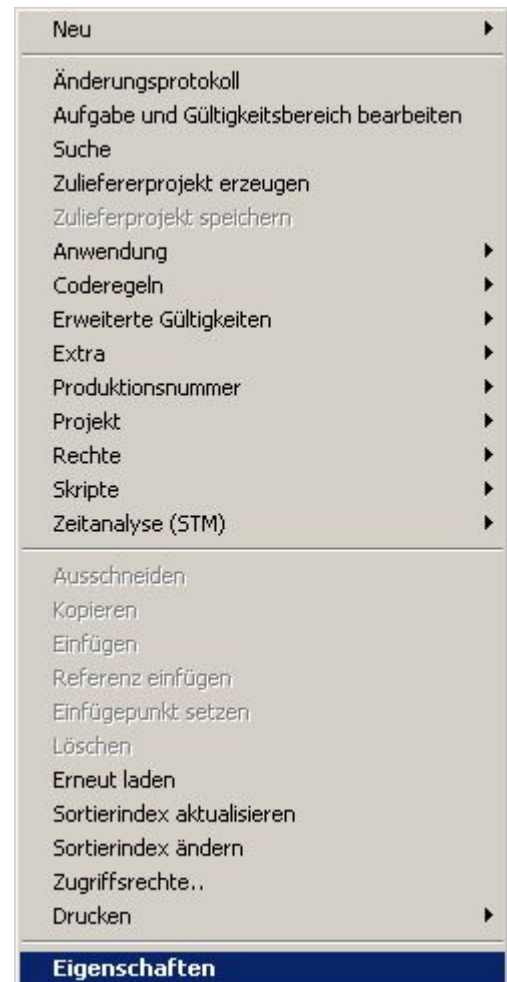 Neu
Änderungsprotokoll
Aufgabe und Gültigkeitsbereich bearbeiten
Suche
Zuliefererprojekt erzeugen
Zulieferprojekt speichern
Anwendung
Coderegeln
Erweiterte Gültigkeiten
Extra
Produktionsnummer
Projekt
Rechte
Skripte
Zeitanalyse (STM)
Ausschneiden
Kopieren
Einfügen
Referenz einfügen
Einfügepunkt setzen
Löschen
Erneut laden
Sortierindex aktualisieren
Sortierindex ändern
Zugriffsrechte..
Drucken
Eigenschaften